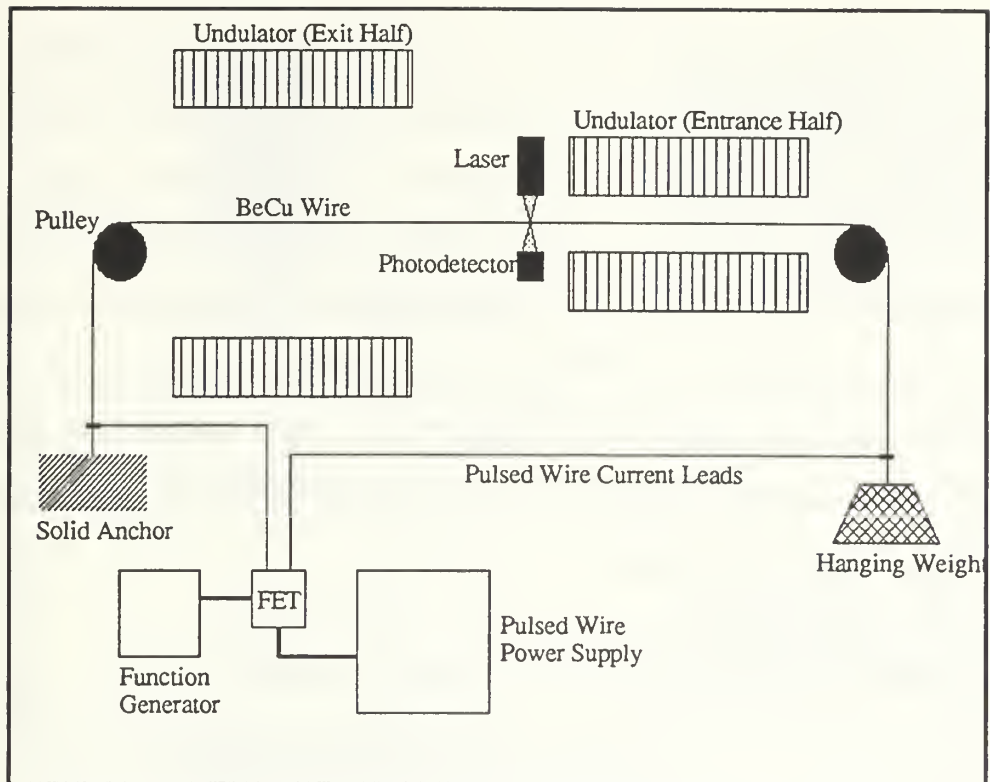 Undulator (Exit Half)
Undulator (Entrance Half)
Laser
BeCu Wire
Pulley
Photodetector
Pulsed Wire Current Leads
Solid Anchor
Hanging Weight
FET
Pulsed Wire
Power Supply
Function
Generator